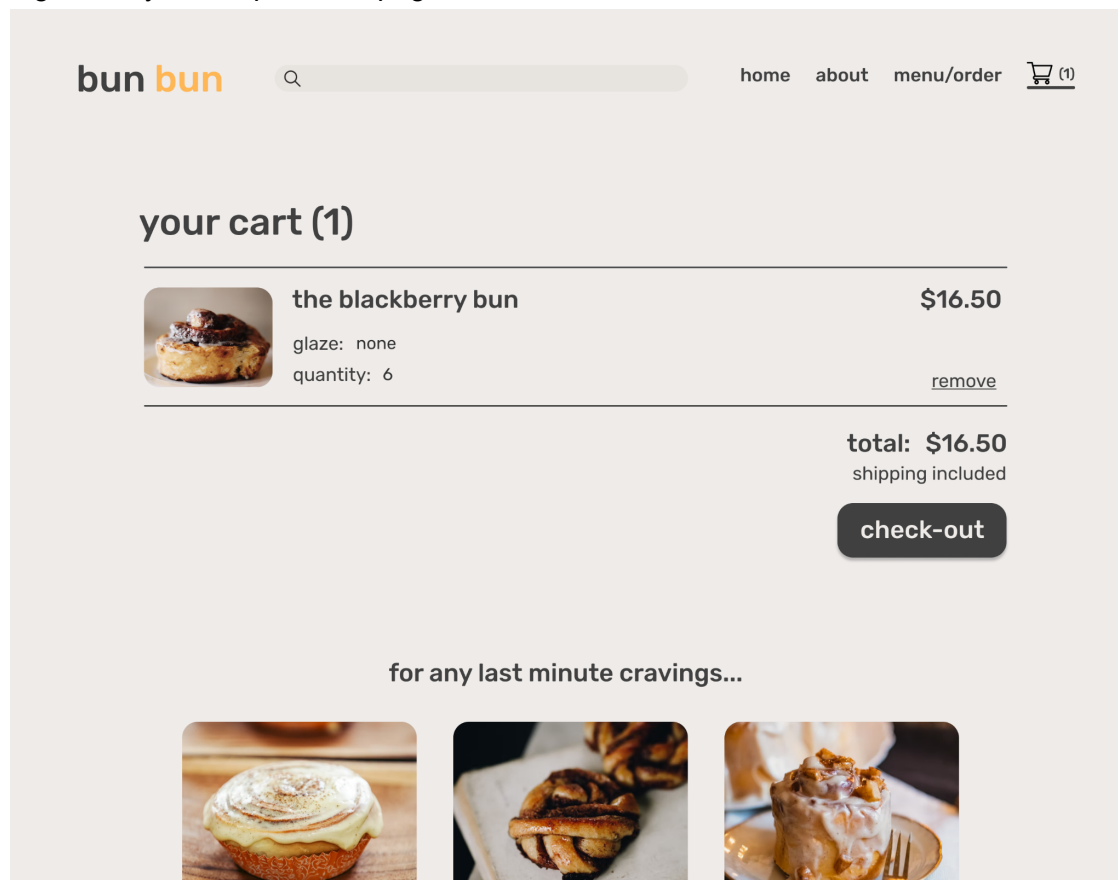 bun bun
home about menu/order (1)
your cart (1)
the blackberry bun $16.50
glaze: none
quantity: 6
remove
total: $16.50
shipping included
check-out
for any last minute cravings...